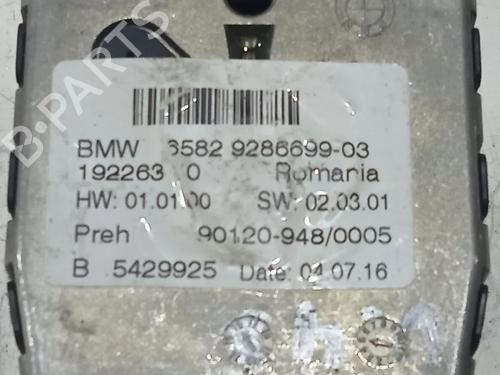 B-PARTS
BMW 6582 9286699-03
192263 0 Romania
HW: 01.01.00 SW: 02.03.01
Preh 90120-948/0005
B 5429925 Date: 04.07.16